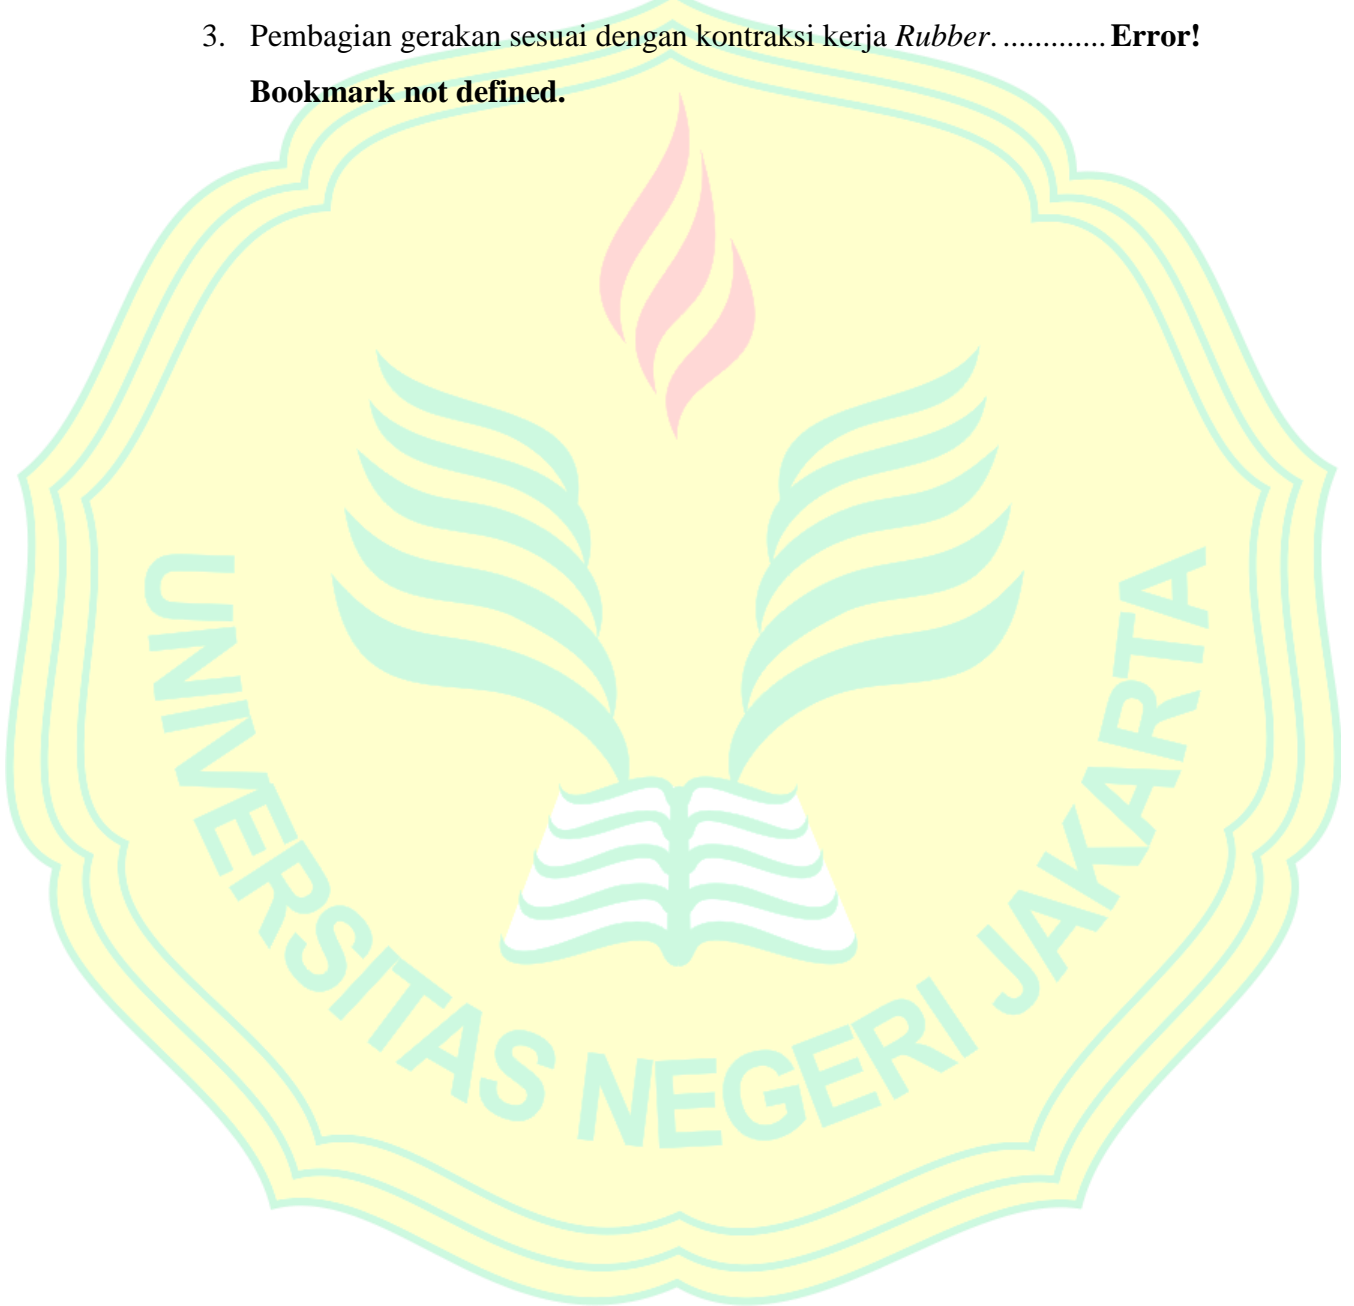 3. Pembagian gerakan sesuai dengan kontraksi kerja Rubber. ............. Error!
Bookmark not defined.
UNIVERSITAS NEGERI JAKARTA